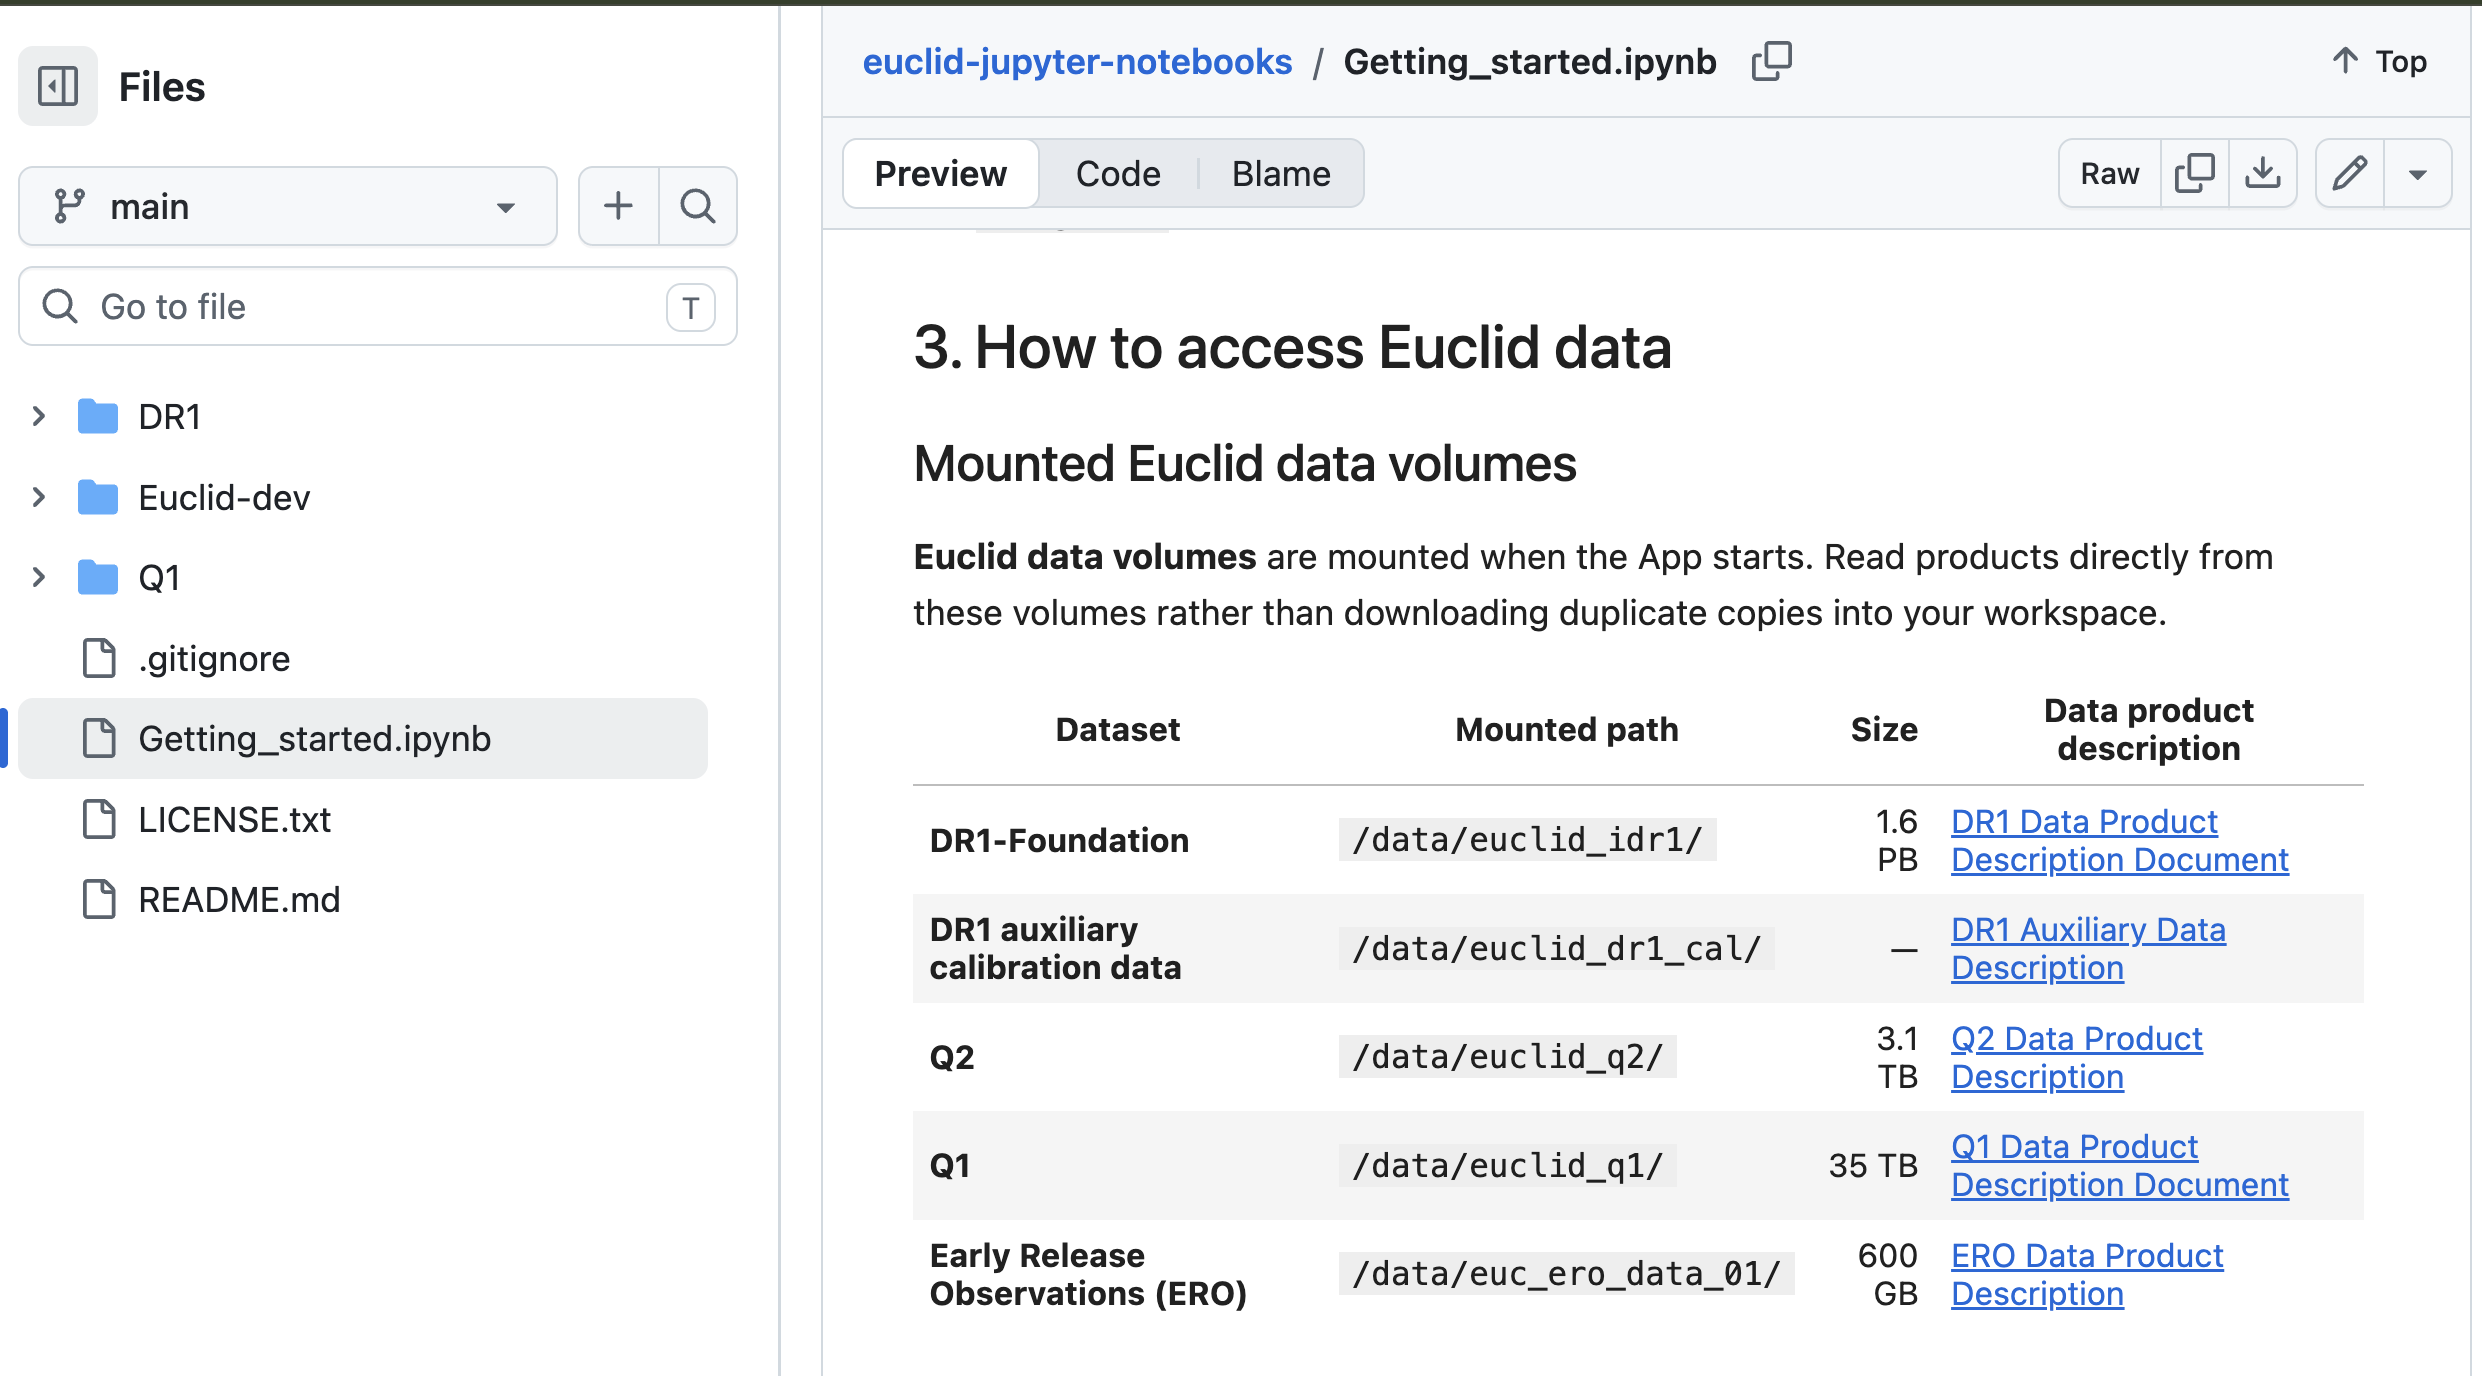 Files
main
Go to file
T
DR1
Euclid-dev
Q1
.gitignore
Getting_started.ipynb
LICENSE.txt
README.md
euclid-jupyter-notebooks / Getting_started.ipynb
Top
Preview
Code
Blame
Raw
3. How to access Euclid data
Mounted Euclid data volumes
Euclid data volumes are mounted when the App starts. Read products directly from
these volumes rather than downloading duplicate copies into your workspace.
Dataset
Mounted path
Size
Data product
description
DR1-Foundation
/data/euclid_idr1/
1.6
PB
DR1 Data Product
Description Document
DR1 auxiliary
calibration data
/data/euclid_dr1_cal/
—
DR1 Auxiliary Data
Description
Q2
/data/euclid_q2/
3.1
TB
Q2 Data Product
Description
Q1
/data/euclid_q1/
35 TB
Q1 Data Product
Description Document
Early Release
Observations (ERO)
/data/euc_ero_data_01/
600
GB
ERO Data Product
Description